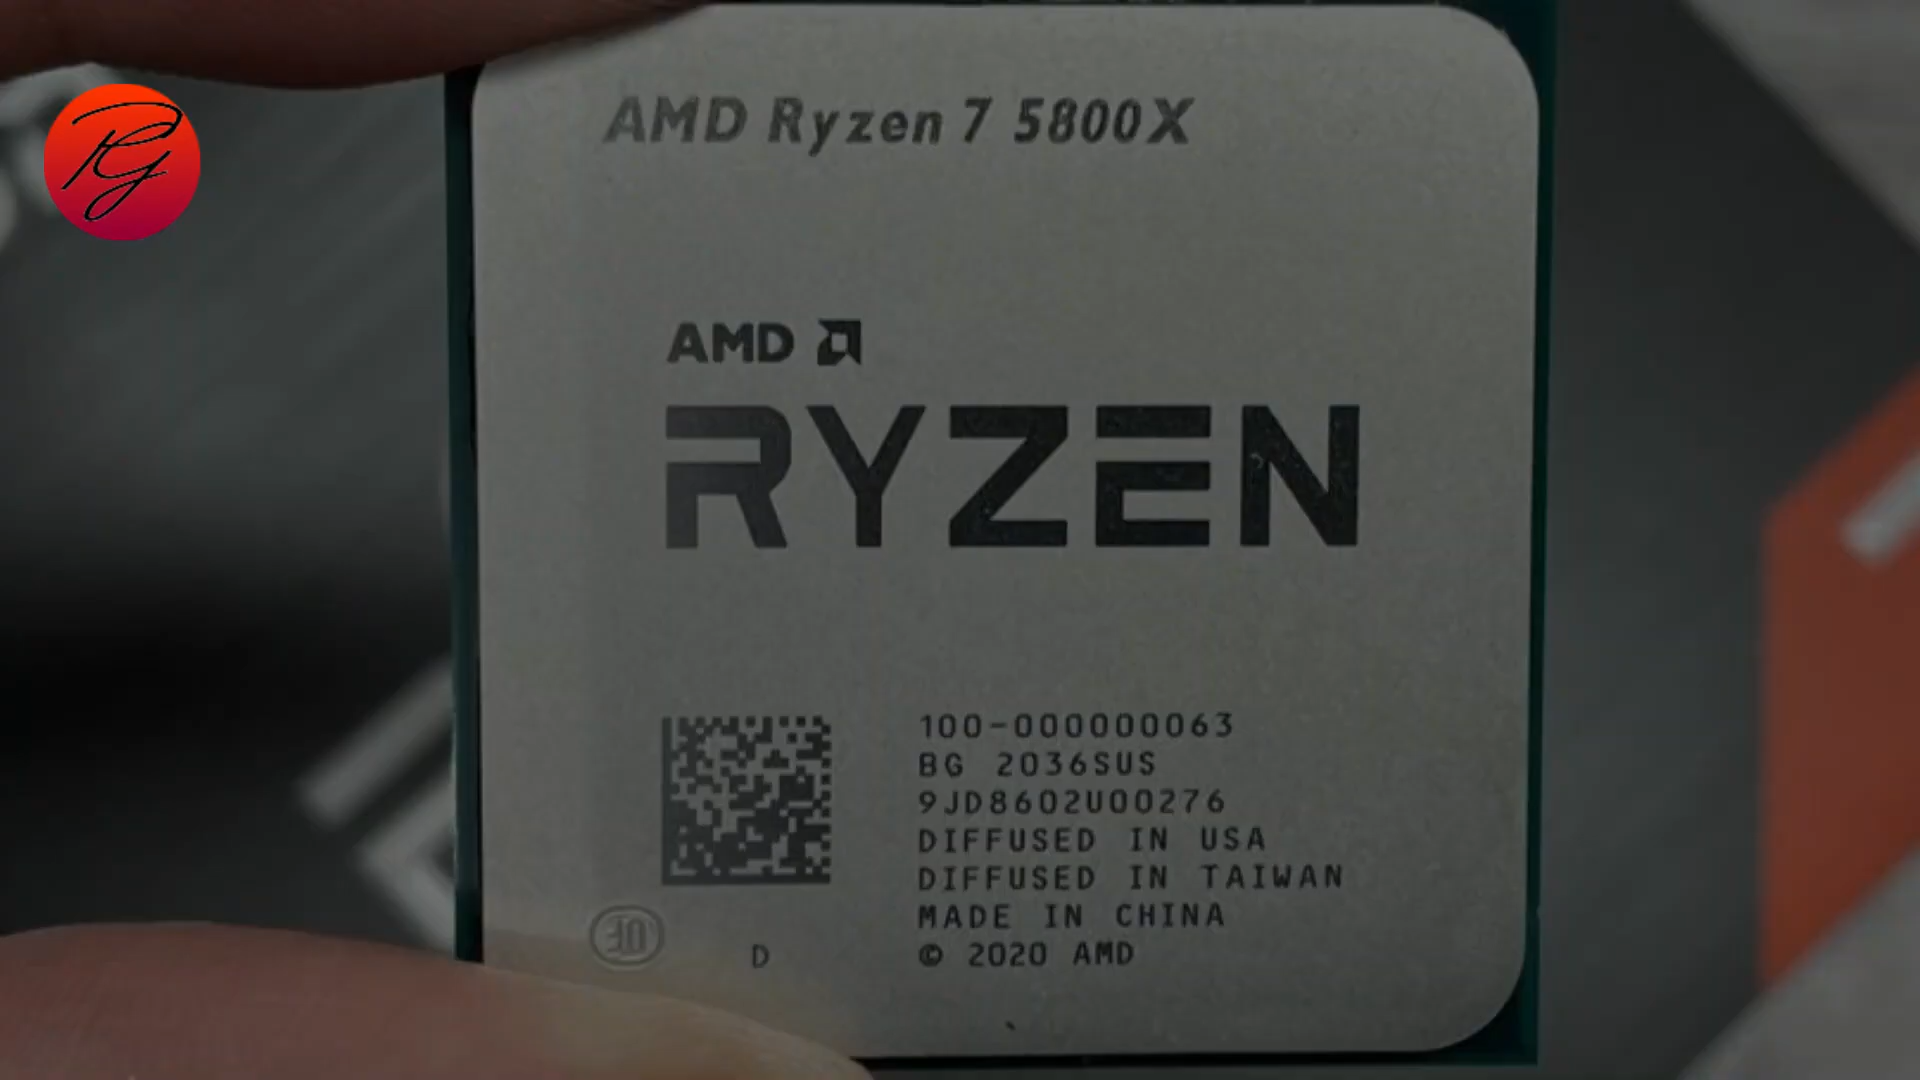 AMD Ryzen 7 5800X
AMD
RYZEN
100-000000063
BG 2036SUS
9JD8602U00276
DIFFUSED IN USA
DIFFUSED IN TAIWAN
MADE IN CHINA
© 2020 AMD
D